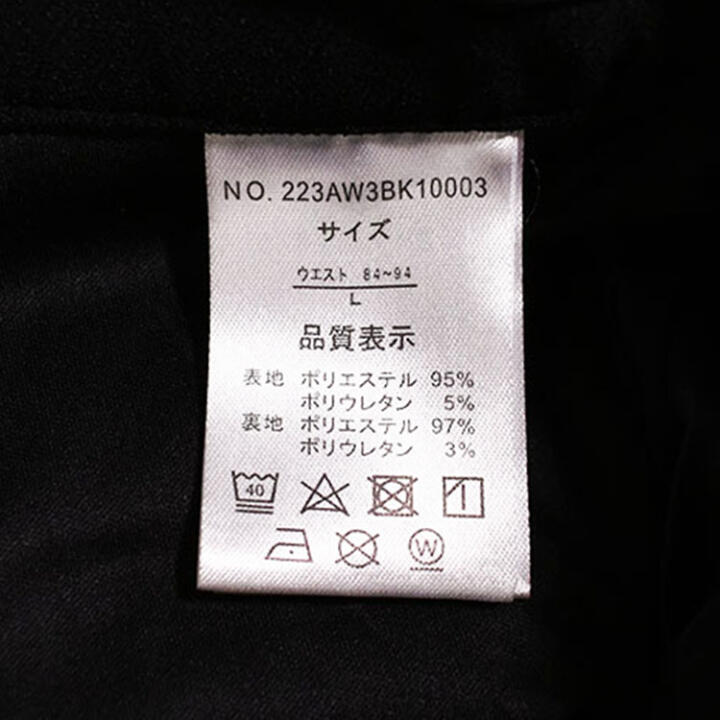 NO. 223AW3BK10003
サイズ
ウエスト 84~94
L
品質表示
表地 ポリエステル 95%
ポリウレタン 5%
裏地 ポリエステル 97%
ポリウレタン 3%
40
W